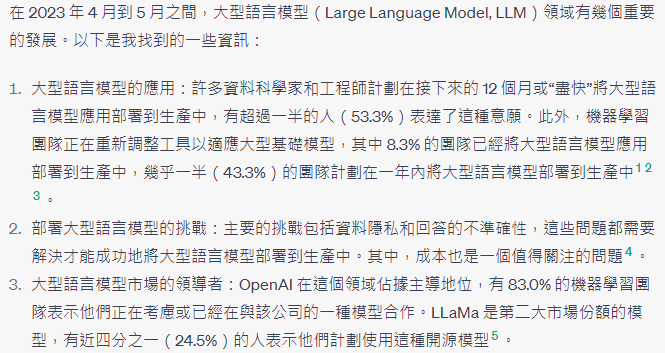 在 2023 年 4 月到 5 月之間，大型語言模型（Large Language Model, LLM）領域有幾個重要
的發展。以下是我找到的一些資訊：
1. 大型語言模型的應用：許多資料科學家和工程師計劃在接下來的 12 個月或“盡快”將大型語
言模型應用部署到生產中，有超過一半的人（53.3%）表達了這種意願。此外，機器學習
團隊正在重新調整工具以適應大型基礎模型，其中 8.3% 的團隊已經將大型語言模型應用
部署到生產中，幾乎一半（43.3%）的團隊計劃在一年內將大型語言模型部署到生產中1 2
3 。
2. 部署大型語言模型的挑戰：主要的挑戰包括資料隱私和回答的不準確性，這些問題都需要
解決才能成功地將大型語言模型部署到生產中。其中，成本也是一個值得關注的問題4 。
3. 大型語言模型市場的領導者：OpenAI 在這個領域佔據主導地位，有 83.0% 的機器學習團
隊表示他們正在考慮或已經在與該公司的一種模型合作。LLaMa 是第二大市場份額的模
型，有近四分之一（24.5%）的人表示他們計劃使用這種開源模型5 。